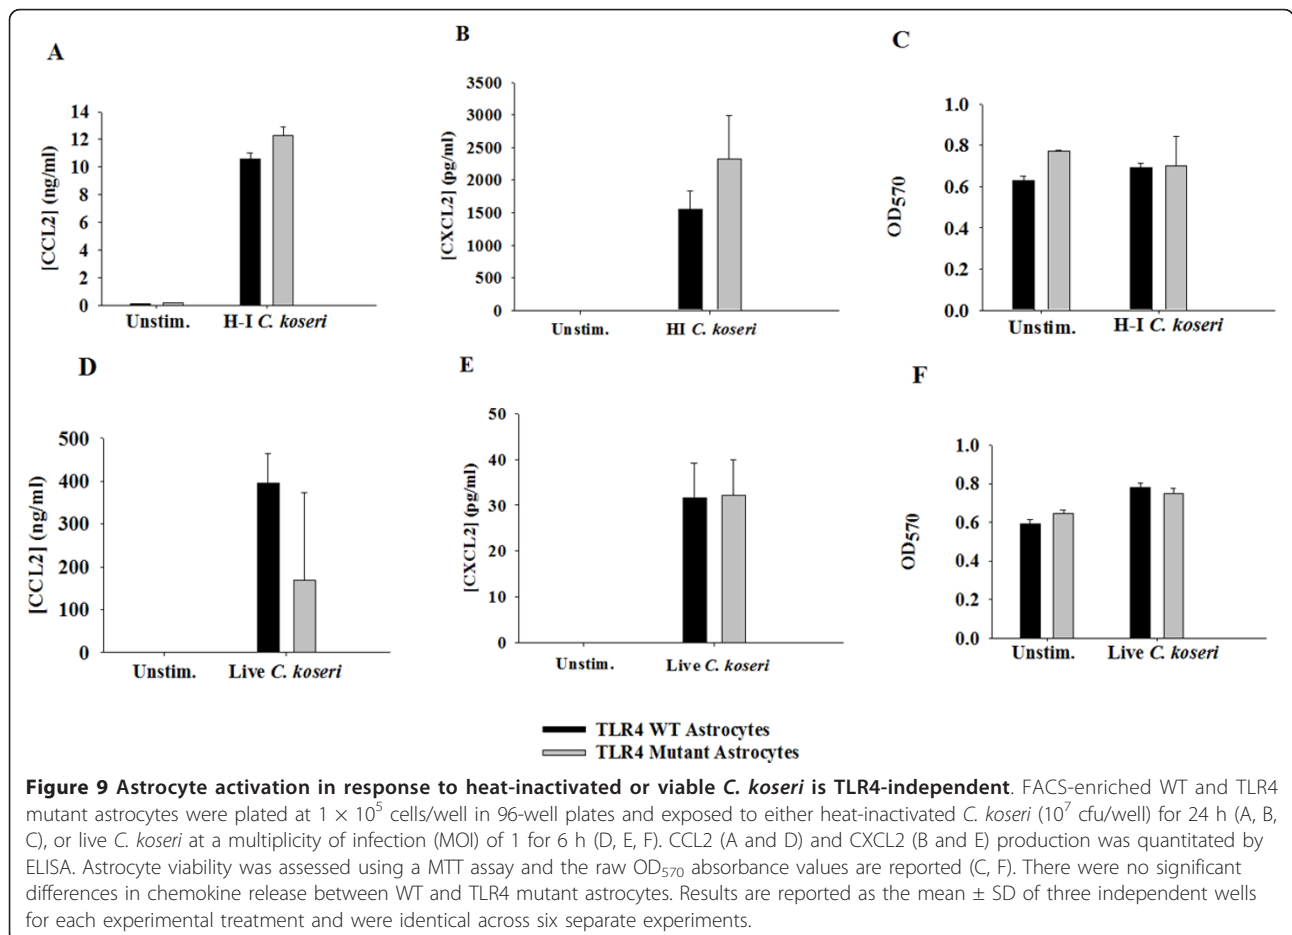 A
[CCL2] (ng/ml)
14
12
10
8
6
4
2
0
Unstim.
H-I C. koseri
B
[CXCL2] (pg/ml)
3500
3000
2500
2000
1500
1000
500
0
Unstim.
HI C. koseri
C
OD570
1.0
0.8
0.6
0.4
0.2
0.0
Unstim.
H-I C. koseri
D
[CCL2] (ng/ml)
500
400
300
200
100
0
Unstim.
Live C. koseri
E
[CXCL2] (pg/ml)
50
40
30
20
10
0
Unstim.
Live C. koseri
F
OD570
1.0
0.8
0.6
0.4
0.2
0.0
Unstim.
Live C. koseri
TLR4 WT Astrocytes
TLR4 Mutant Astrocytes
Figure 9 Astrocyte activation in response to heat-inactivated or viable C. koseri is TLR4-independent. FACS-enriched WT and TLR4
mutant astrocytes were plated at 1 × 10⁵ cells/well in 96-well plates and exposed to either heat-inactivated C. koseri (10⁷ cfu/well) for 24 h (A, B,
C), or live C. koseri at a multiplicity of infection (MOI) of 1 for 6 h (D, E, F). CCL2 (A and D) and CXCL2 (B and E) production was quantitated by
ELISA. Astrocyte viability was assessed using a MTT assay and the raw OD570 absorbance values are reported (C, F). There were no significant
differences in chemokine release between WT and TLR4 mutant astrocytes. Results are reported as the mean ± SD of three independent wells
for each experimental treatment and were identical across six separate experiments.